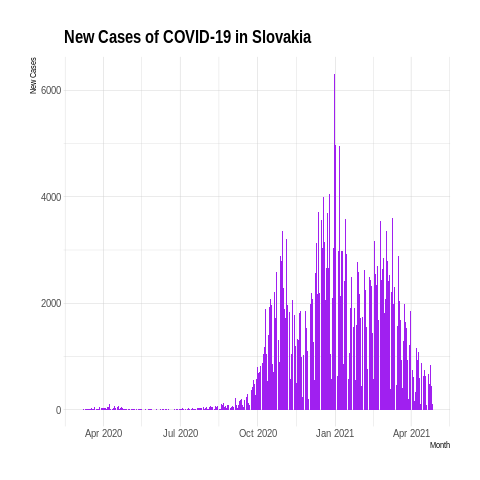 New Cases of COVID-19 in Slovakia
New Cases
6000
4000
2000
0
Apr 2020 Jul 2020 Oct 2020 Jan 2021 Apr 2021
Month